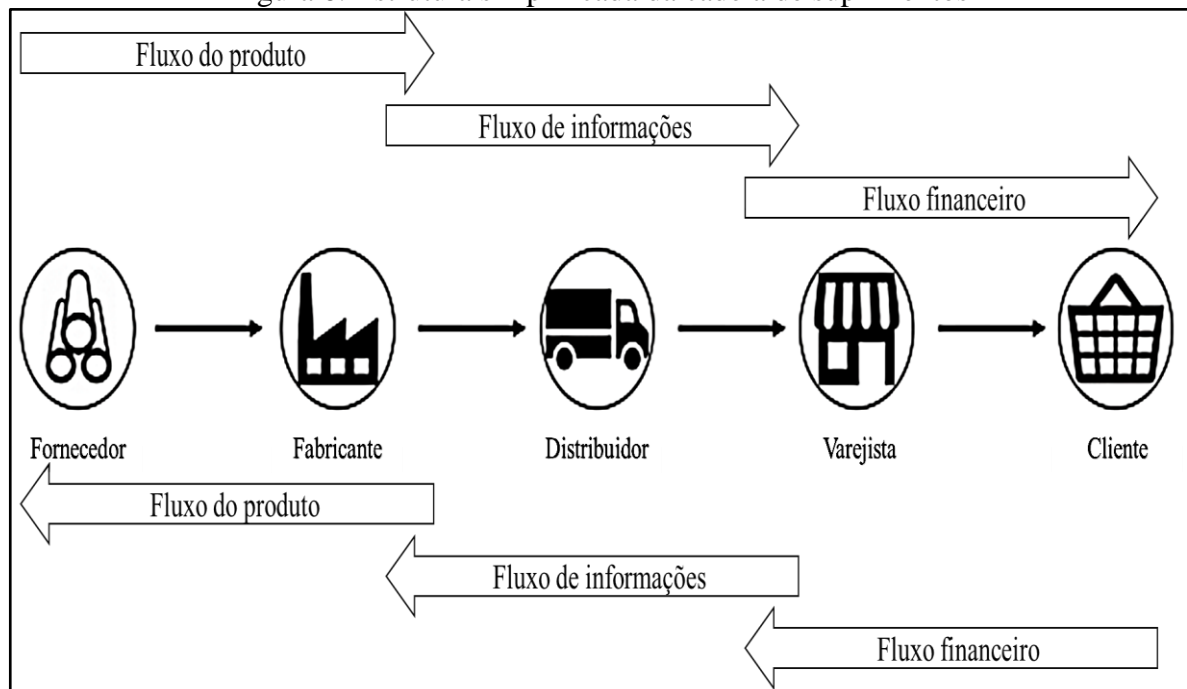 Fluxo do produto
Fluxo de informações
Fluxo financeiro
Fornecedor Fabricante Distribuidor Varejista Cliente
Fluxo do produto
Fluxo de informações
Fluxo financeiro